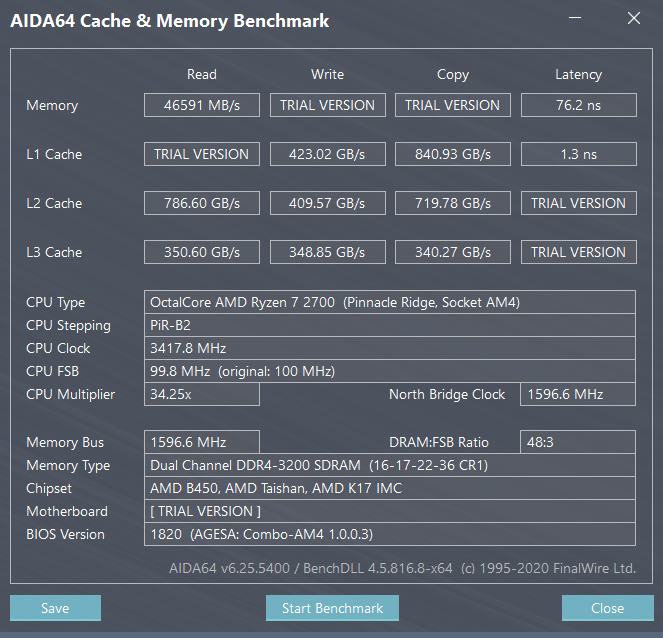 AIDA64 Cache & Memory Benchmark
Read Write Copy Latency
Memory 46591 MB/s TRIAL VERSION TRIAL VERSION 76.2 ns
L1 Cache TRIAL VERSION 423.02 GB/s 840.93 GB/s 1.3 ns
L2 Cache 786.60 GB/s 409.57 GB/s 719.78 GB/s TRIAL VERSION
L3 Cache 350.60 GB/s 348.85 GB/s 340.27 GB/s TRIAL VERSION
CPU Type OctalCore AMD Ryzen 7 2700 (Pinnacle Ridge, Socket AM4)
CPU Stepping PiR-B2
CPU Clock 3417.8 MHz
CPU FSB 99.8 MHz (original: 100 MHz)
CPU Multiplier 34.25x North Bridge Clock 1596.6 MHz
Memory Bus 1596.6 MHz DRAM:FSB Ratio 48:3
Memory Type Dual Channel DDR4-3200 SDRAM (16-17-22-36 CR1)
Chipset AMD B450, AMD Taishan, AMD K17 IMC
Motherboard [ TRIAL VERSION ]
BIOS Version 1820 (AGESA: Combo-AM4 1.0.0.3)
AIDA64 v6.25.5400 / BenchDLL 4.5.816.8-x64 (c) 1995-2020 FinalWire Ltd.
Save Start Benchmark Close